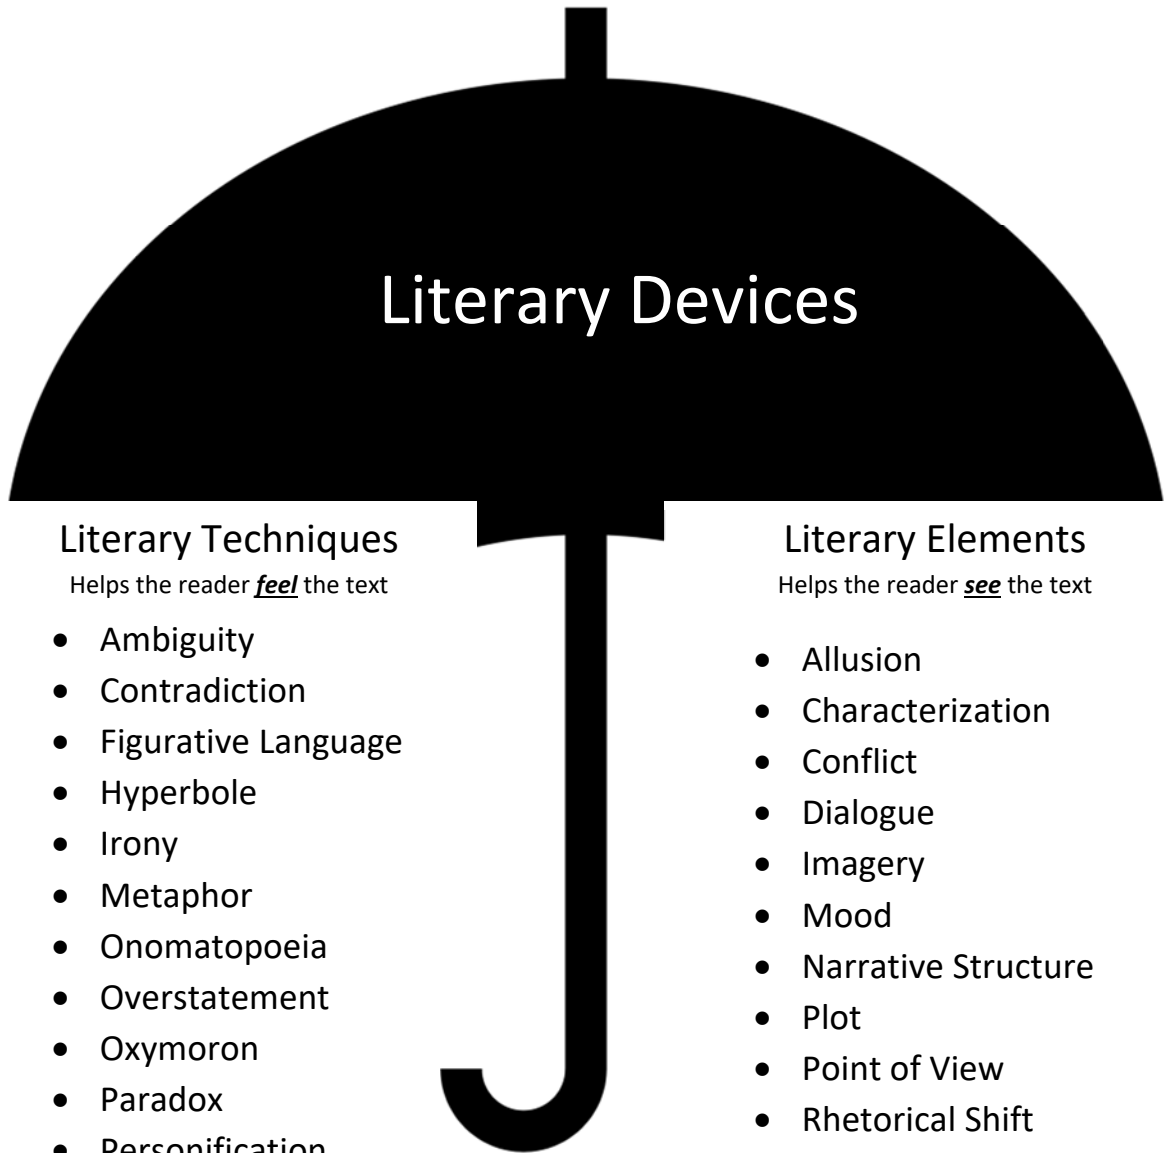 Literary Devices
Literary Techniques
Helps the reader feel the text
• Ambiguity
• Contradiction
• Figurative Language
• Hyperbole
• Irony
• Metaphor
• Onomatopoeia
• Overstatement
• Oxymoron
• Paradox
• Personification
Literary Elements
Helps the reader see the text
• Allusion
• Characterization
• Conflict
• Dialogue
• Imagery
• Mood
• Narrative Structure
• Plot
• Point of View
• Rhetorical Shift